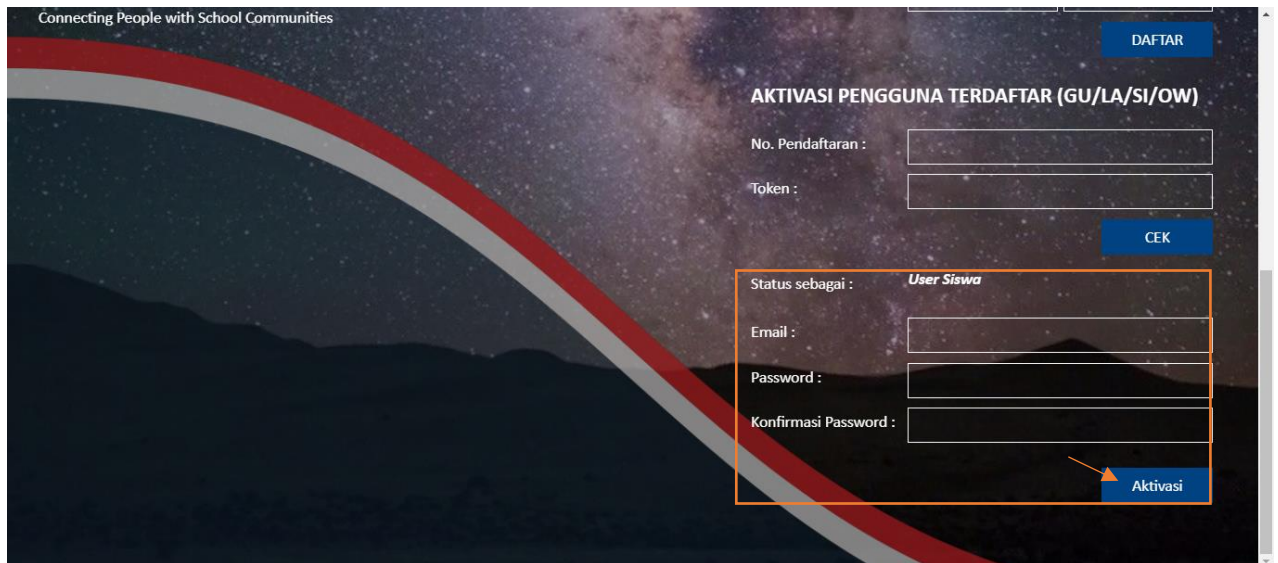 Connecting People with School Communities
DAFTAR
AKTIVASI PENGGUNA TERDAFTAR (GU/LA/SI/OW)
No. Pendaftaran :
Token :
CEK
Status sebagai : User Siswa
Email :
Password :
Konfirmasi Password :
Aktivasi